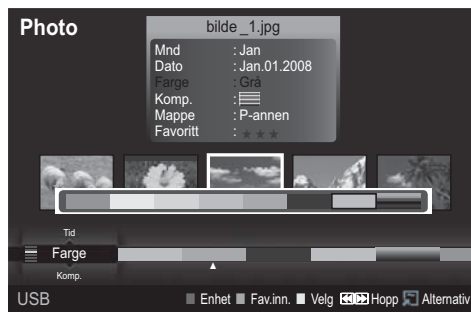 Photo
bilde _1.jpg
Mnd : Jan
Dato : Jan.01.2008
Farge : Grå
Komp. :
Mappe : P-annen
Favoritt : ★★★
Tid
Farge
Komp.
USB Enhet Fav.inn. Velg Hopp Alternativ